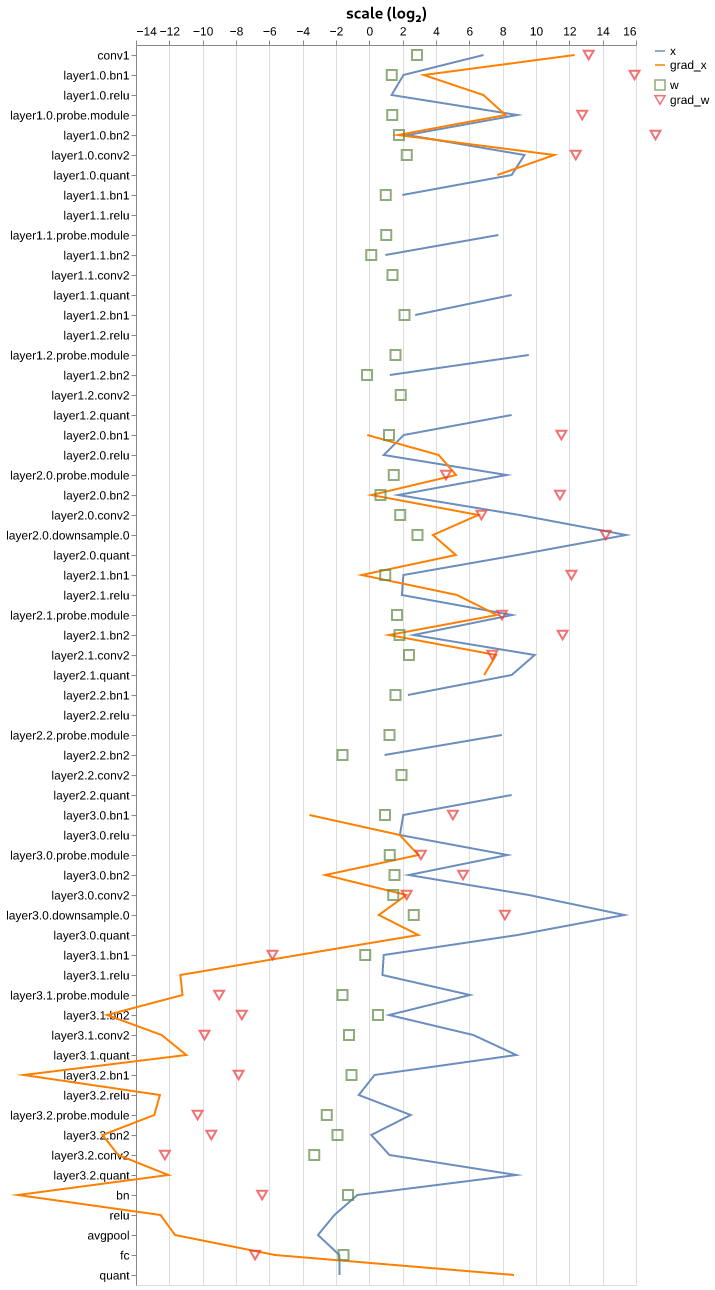 scale (log₂)
−14 −12 −10 −8 −6 −4 −2 0 2 4 6 8 10 12 14 16
x
grad_x
w
grad_w
conv1
layer1.0.bn1
layer1.0.relu
layer1.0.probe.module
layer1.0.bn2
layer1.0.conv2
layer1.0.quant
layer1.1.bn1
layer1.1.relu
layer1.1.probe.module
layer1.1.bn2
layer1.1.conv2
layer1.1.quant
layer1.2.bn1
layer1.2.relu
layer1.2.probe.module
layer1.2.bn2
layer1.2.conv2
layer1.2.quant
layer2.0.bn1
layer2.0.relu
layer2.0.probe.module
layer2.0.bn2
layer2.0.conv2
layer2.0.downsample.0
layer2.0.quant
layer2.1.bn1
layer2.1.relu
layer2.1.probe.module
layer2.1.bn2
layer2.1.conv2
layer2.1.quant
layer2.2.bn1
layer2.2.relu
layer2.2.probe.module
layer2.2.bn2
layer2.2.conv2
layer2.2.quant
layer3.0.bn1
layer3.0.relu
layer3.0.probe.module
layer3.0.bn2
layer3.0.conv2
layer3.0.downsample.0
layer3.0.quant
layer3.1.bn1
layer3.1.relu
layer3.1.probe.module
layer3.1.bn2
layer3.1.conv2
layer3.1.quant
layer3.2.bn1
layer3.2.relu
layer3.2.probe.module
layer3.2.bn2
layer3.2.conv2
layer3.2.quant
bn
relu
avgpool
fc
quant